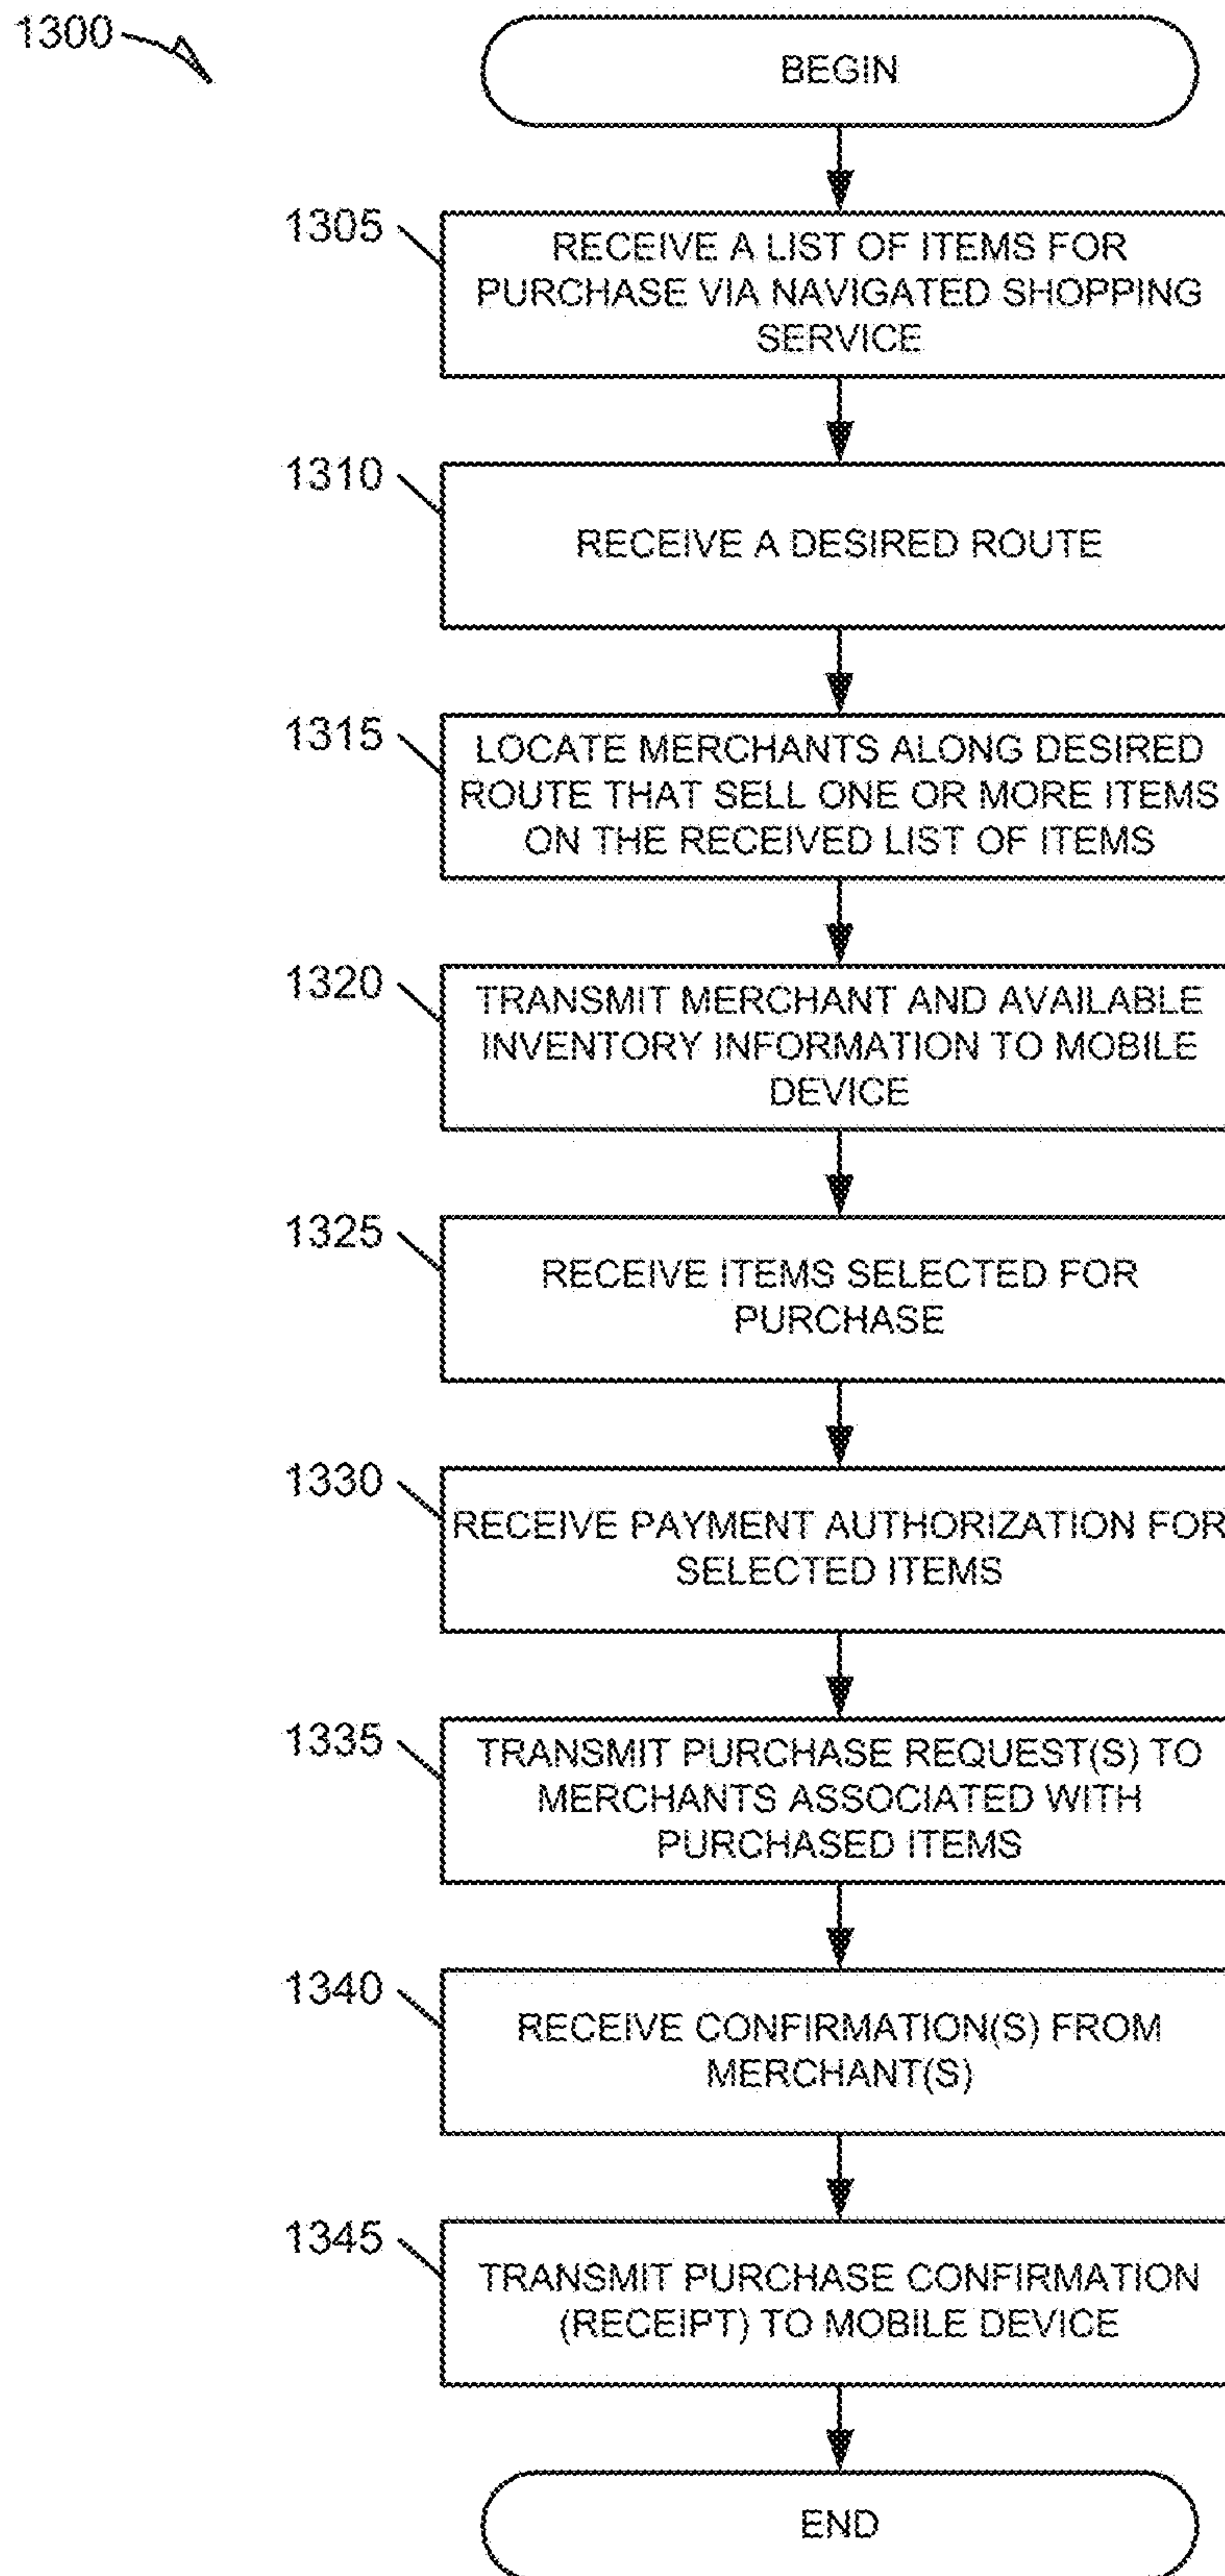 1300
BEGIN
1305
RECEIVE A LIST OF ITEMS FOR
PURCHASE VIA NAVIGATED SHOPPING
SERVICE
1310
RECEIVE A DESIRED ROUTE
1315
LOCATE MERCHANTS ALONG DESIRED
ROUTE THAT SELL ONE OR MORE ITEMS
ON THE RECEIVED LIST OF ITEMS
1320
TRANSMIT MERCHANT AND AVAILABLE
INVENTORY INFORMATION TO MOBILE
DEVICE
1325
RECEIVE ITEMS SELECTED FOR
PURCHASE
1330
RECEIVE PAYMENT AUTHORIZATION FOR
SELECTED ITEMS
1335
TRANSMIT PURCHASE REQUEST(S) TO
MERCHANTS ASSOCIATED WITH
PURCHASED ITEMS
1340
RECEIVE CONFIRMATION(S) FROM
MERCHANT(S)
1345
TRANSMIT PURCHASE CONFIRMATION
(RECEIPT) TO MOBILE DEVICE
END